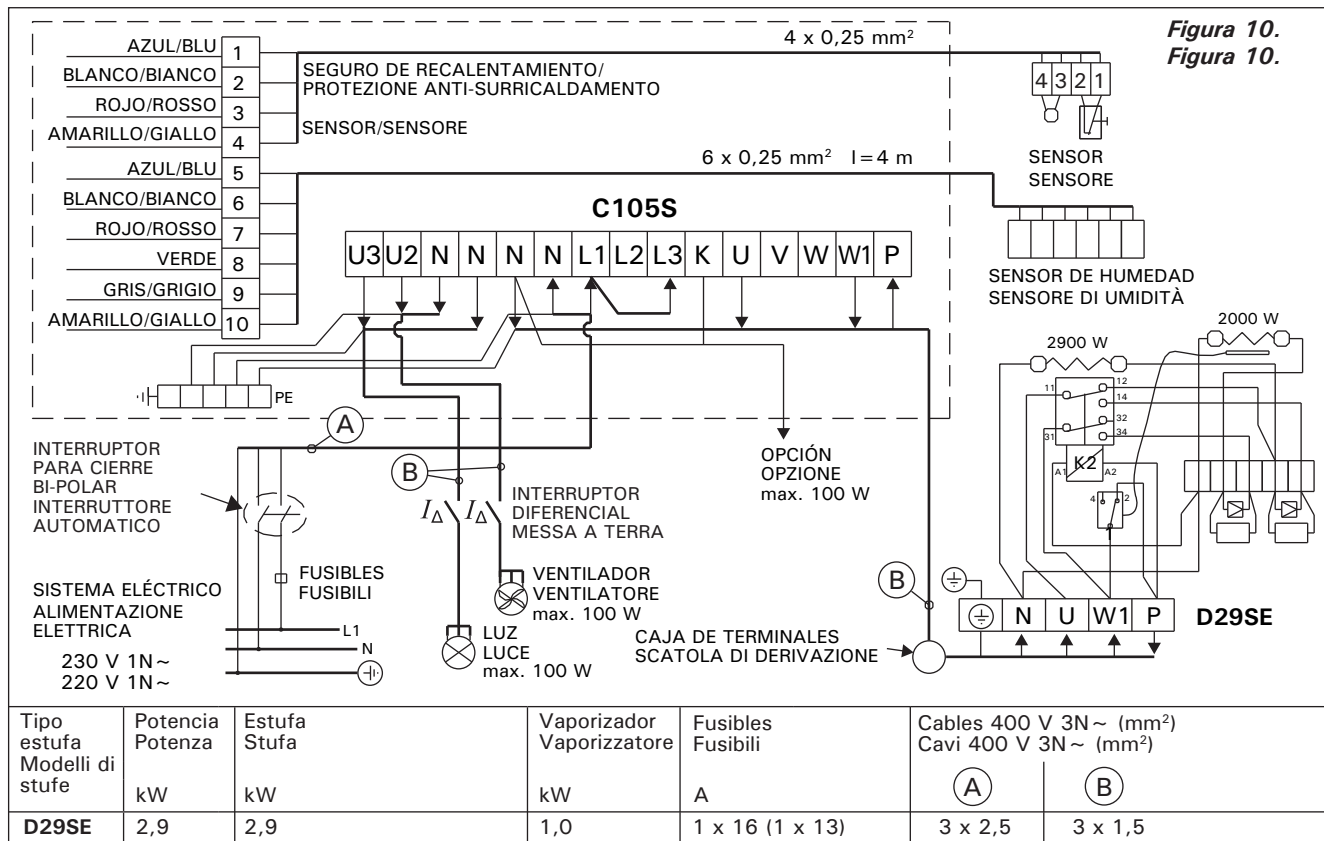 Figura 10.
Figura 10.
AZUL/BLU 1
BLANCO/BIANCO 2
ROJO/ROSSO 3
AMARILLO/GIALLO 4
AZUL/BLU 5
BLANCO/BIANCO 6
ROJO/ROSSO 7
VERDE 8
GRIS/GRIGIO 9
AMARILLO/GIALLO 10
SEGURO DE RECALENTAMIENTO/
PROTEZIONE ANTI-SURRICALDAMENTO
SENSOR/SENSORE
4 x 0,25 mm²
4 3 2 1
SENSOR
SENSORE
6 x 0,25 mm² l=4 m
SENSOR DE HUMEDAD
SENSORE DI UMIDITÀ
C105S
U3 U2 N N N N L1 L2 L3 K U V W W1 P
PE
A
INTERRUPTOR
PARA CIERRE
BI-POLAR
INTERRUTTORE
AUTOMATICO
B
I∆ I∆
INTERRUPTOR
DIFERENCIAL
MESSA A TERRA
OPCIÓN
OPZIONE
max. 100 W
FUSIBLES
FUSIBILI
SISTEMA ELÉCTRICO
ALIMENTAZIONE
ELETTRICA
L1
N
230 V 1N~
220 V 1N~
VENTILADOR
VENTILATORE
max. 100 W
LUZ
LUCE
max. 100 W
CAJA DE TERMINALES
SCATOLA DI DERIVAZIONE
B
2000 W
2900 W
11 12
14
32
31 34
A1 K2 A2
4 2
1
N U W1 P
D29SE
Tipo
estufa
Modelli di
stufe
Potencia
Potenza
kW
Estufa
Stufa
kW
Vaporizador
Vaporizzatore
kW
Fusibles
Fusibili
A
Cables 400 V 3N~ (mm²)
Cavi 400 V 3N~ (mm²)
A B
D29SE 2,9 2,9 1,0 1 x 16 (1 x 13) 3 x 2,5 3 x 1,5